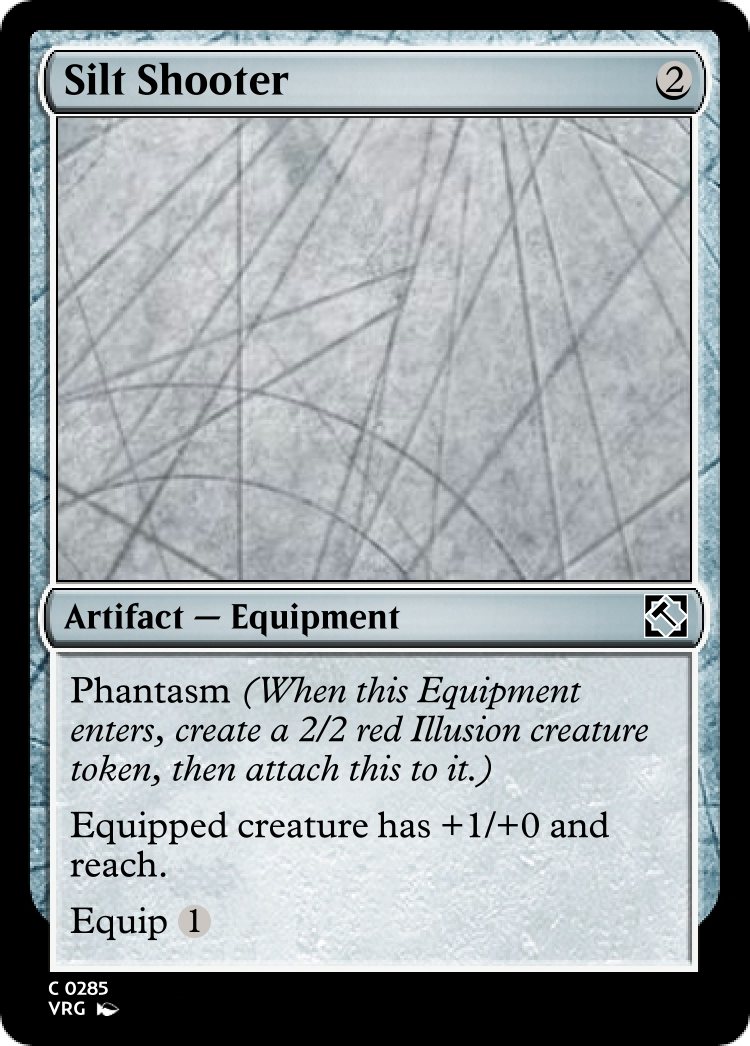 Silt Shooter 2
Artifact — Equipment
Phantasm (When this Equipment
enters, create a 2/2 red Illusion creature
token, then attach this to it.)
Equipped creature has +1/+0 and
reach.
Equip 1
C 0285
VRG